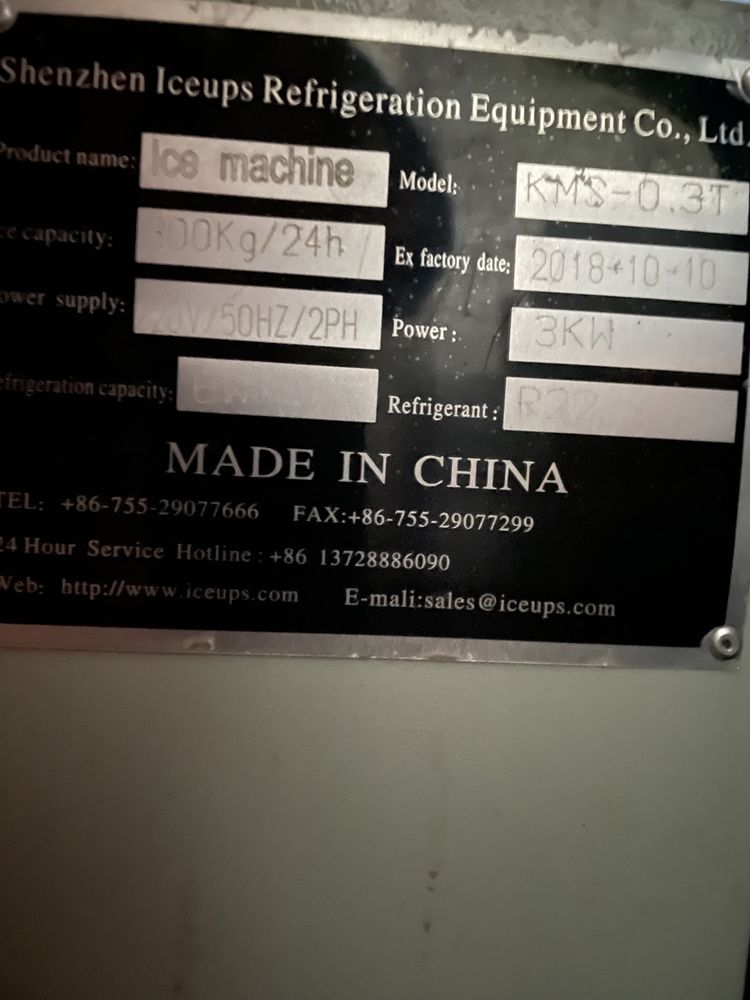 Shenzhen Iceups Refrigeration Equipment Co., Ltd.
Product name: Ice machine Model: KMS-0.3T
ce capacity: 300Kg/24h Ex factory date: 2018-10-10
ower supply: 220V/50HZ/2PH Power: 3KW
efrigeration capacity: Refrigerant: R22
MADE IN CHINA
TEL: +86-755-29077666 FAX:+86-755-29077299
24 Hour Service Hotline: +86 13728886090
Web: http://www.iceups.com E-mali:sales@iceups.com